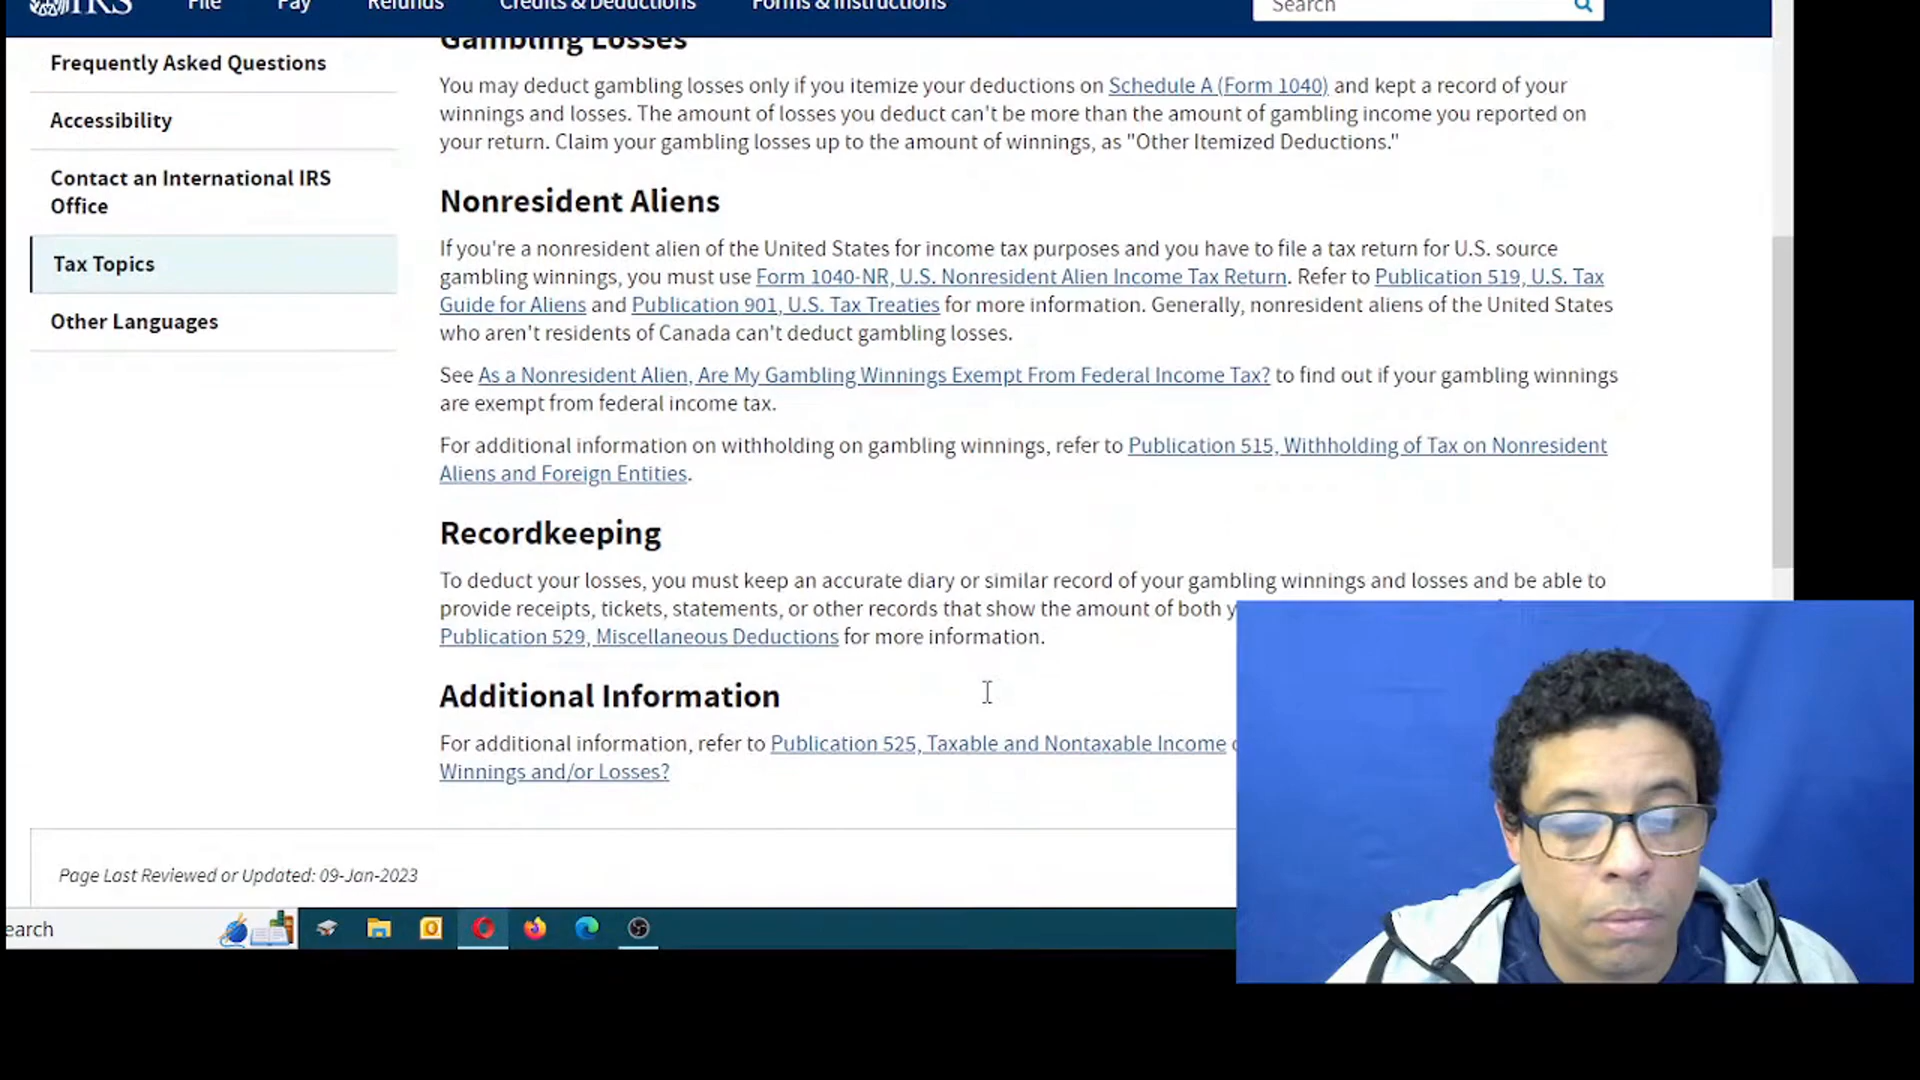 IRS File Pay Refunds Credits & Deductions Forms & Instructions Search
Frequently Asked Questions
Accessibility
Contact an International IRS
Office
Tax Topics
Other Languages
Gambling Losses
You may deduct gambling losses only if you itemize your deductions on Schedule A (Form 1040) and kept a record of your
winnings and losses. The amount of losses you deduct can't be more than the amount of gambling income you reported on
your return. Claim your gambling losses up to the amount of winnings, as "Other Itemized Deductions."
Nonresident Aliens
If you're a nonresident alien of the United States for income tax purposes and you have to file a tax return for U.S. source
gambling winnings, you must use Form 1040-NR, U.S. Nonresident Alien Income Tax Return. Refer to Publication 519, U.S. Tax
Guide for Aliens and Publication 901, U.S. Tax Treaties for more information. Generally, nonresident aliens of the United States
who aren't residents of Canada can't deduct gambling losses.
See As a Nonresident Alien, Are My Gambling Winnings Exempt From Federal Income Tax? to find out if your gambling winnings
are exempt from federal income tax.
For additional information on withholding on gambling winnings, refer to Publication 515, Withholding of Tax on Nonresident
Aliens and Foreign Entities.
Recordkeeping
To deduct your losses, you must keep an accurate diary or similar record of your gambling winnings and losses and be able to
provide receipts, tickets, statements, or other records that show the amount of both
Publication 529, Miscellaneous Deductions for more information.
Additional Information
For additional information, refer to Publication 525, Taxable and Nontaxable Income
Winnings and/or Losses?
Page Last Reviewed or Updated: 09-Jan-2023
earch